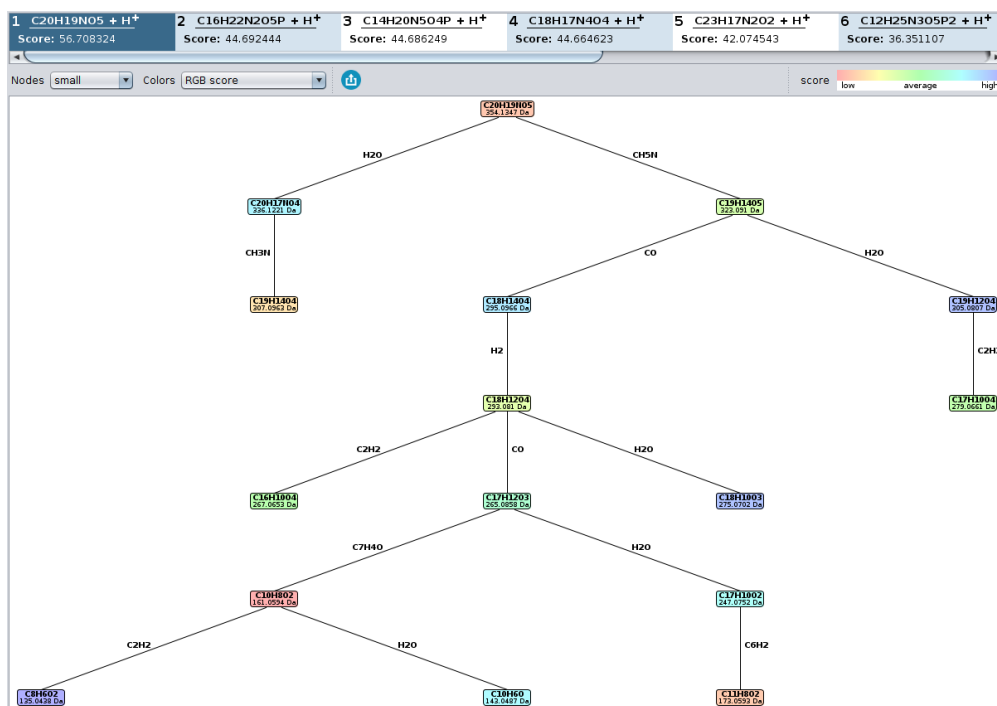 1 C20H19NO5 + H+ 2 C16H22N2O5P + H+ 3 C14H20N5O4P + H+ 4 C18H17N4O4 + H+ 5 C23H17N2O2 + H+ 6 C12H25N3O5P2 + H+
Score: 56.708324 Score: 44.692444 Score: 44.686249 Score: 44.664623 Score: 42.074543 Score: 36.351107
Nodes small Colors RGB score score
low average high
C20H19NO5
354.1347 Da
H2O CH5N
C20H17NO4 C19H14O5
336.1221 Da 323.091 Da
CH3N CO H2O
C19H14O4 C18H14O4 C19H12O4
307.0963 Da 295.0966 Da 305.0807 Da
H2 C2H
C18H12O4 C17H10O4
293.081 Da 279.0661 Da
C2H2 CO H2O
C16H10O4 C17H12O3 C18H10O3
267.0653 Da 265.0858 Da 275.0702 Da
C7H4O H2O
C10H8O2 C17H10O2
161.0594 Da 247.0752 Da
C2H2 H2O C6H2
C8H6O2 C10H6O C11H8O2
135.0438 Da 143.0487 Da 173.0593 Da